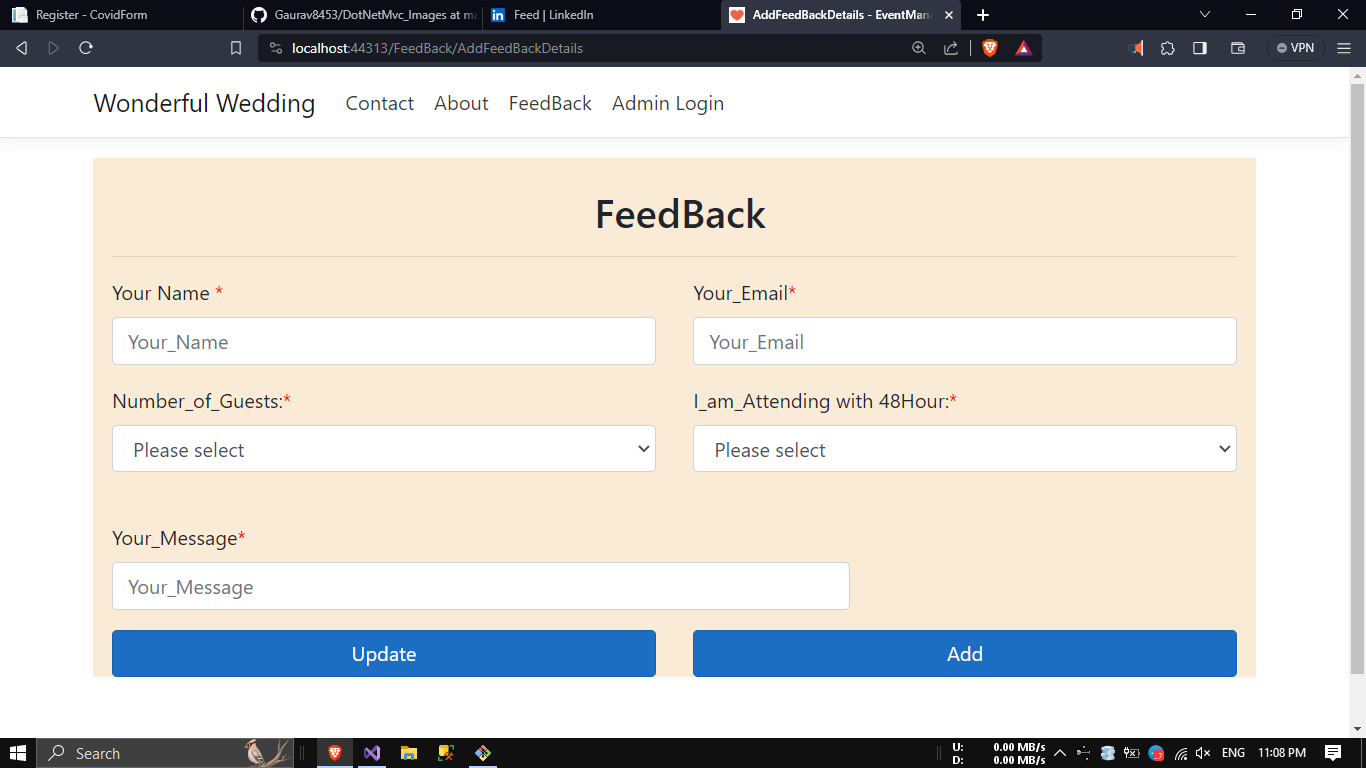 Register - CovidForm
Gaurav8453/DotNetMvc_Images at ma
Feed | LinkedIn
AddFeedBackDetails - EventMana
localhost:44313/FeedBack/AddFeedBackDetails
VPN
Wonderful Wedding Contact About FeedBack Admin Login
FeedBack
Your Name * Your_Email*
Your_Name Your_Email
Number_of_Guests:* I_am_Attending with 48Hour:*
Please select Please select
Your_Message*
Your_Message
Update Add
Search
U: 0.00 MB/s
D: 0.00 MB/s
ENG 11:08 PM